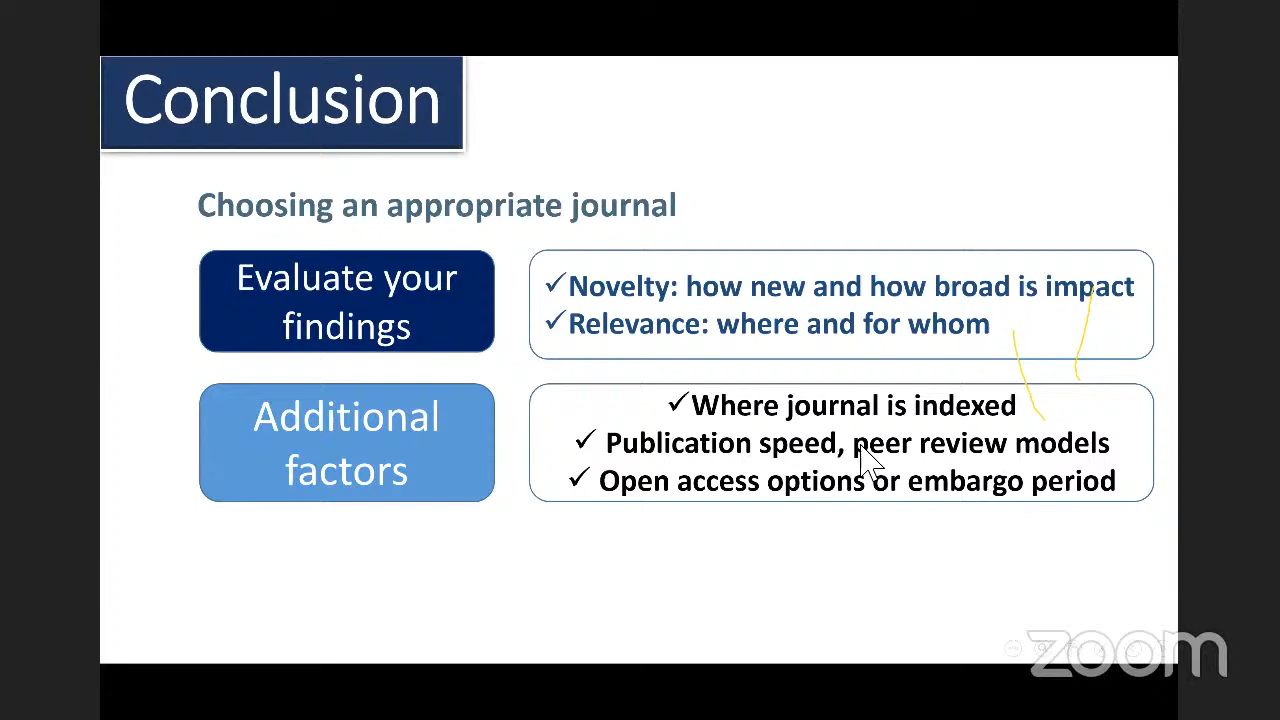 Conclusion
Choosing an appropriate journal
Evaluate your
findings
✓Novelty: how new and how broad is impact
✓Relevance: where and for whom
Additional
factors
✓Where journal is indexed
✓ Publication speed, peer review models
✓ Open access options or embargo period
zoom